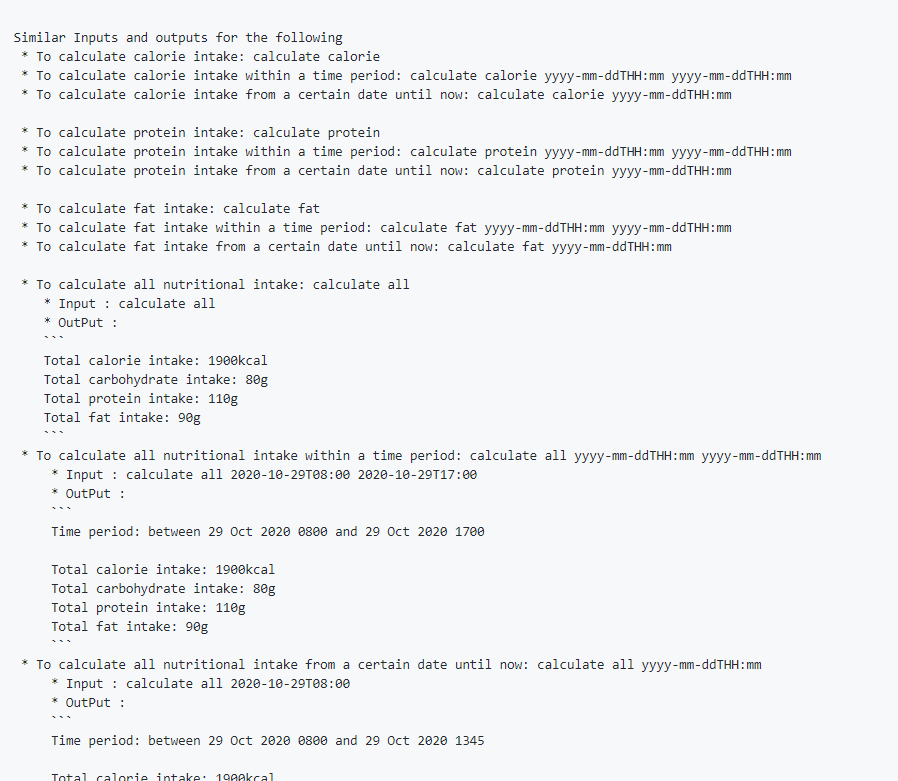 Similar Inputs and outputs for the following
* To calculate calorie intake: calculate calorie
* To calculate calorie intake within a time period: calculate calorie yyyy-mm-ddTHH:mm yyyy-mm-ddTHH:mm
* To calculate calorie intake from a certain date until now: calculate calorie yyyy-mm-ddTHH:mm
* To calculate protein intake: calculate protein
* To calculate protein intake within a time period: calculate protein yyyy-mm-ddTHH:mm yyyy-mm-ddTHH:mm
* To calculate protein intake from a certain date until now: calculate protein yyyy-mm-ddTHH:mm
* To calculate fat intake: calculate fat
* To calculate fat intake within a time period: calculate fat yyyy-mm-ddTHH:mm yyyy-mm-ddTHH:mm
* To calculate fat intake from a certain date until now: calculate fat yyyy-mm-ddTHH:mm
* To calculate all nutritional intake: calculate all
* Input : calculate all
* OutPut :
```
Total calorie intake: 1900kcal
Total carbohydrate intake: 80g
Total protein intake: 110g
Total fat intake: 90g
```
* To calculate all nutritional intake within a time period: calculate all yyyy-mm-ddTHH:mm yyyy-mm-ddTHH:mm
* Input : calculate all 2020-10-29T08:00 2020-10-29T17:00
* OutPut :
```
Time period: between 29 Oct 2020 0800 and 29 Oct 2020 1700
Total calorie intake: 1900kcal
Total carbohydrate intake: 80g
Total protein intake: 110g
Total fat intake: 90g
```
* To calculate all nutritional intake from a certain date until now: calculate all yyyy-mm-ddTHH:mm
* Input : calculate all 2020-10-29T08:00
* OutPut :
```
Time period: between 29 Oct 2020 0800 and 29 Oct 2020 1345
Total calorie intake: 1900kcal